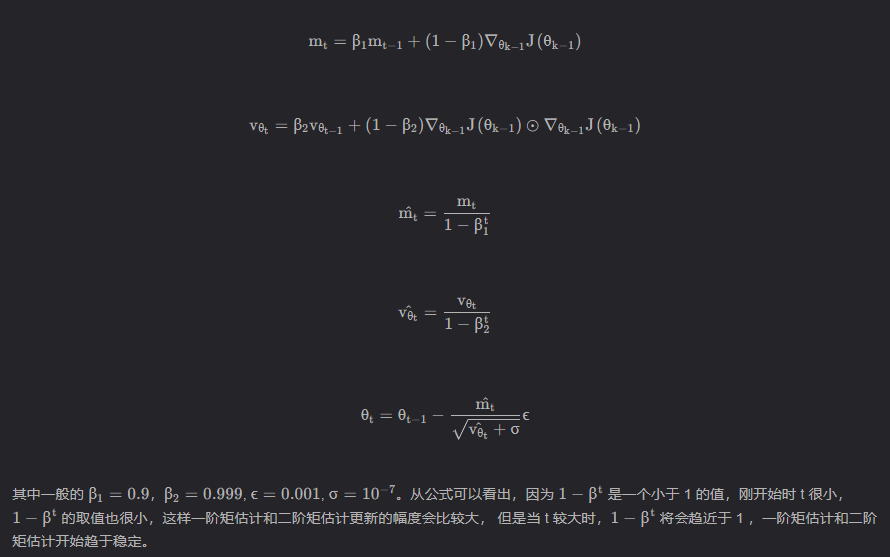 m_t = β_1 m_{t−1} + (1 − β_1)∇_{θ_{k−1}} J(θ_{k−1})
v_{θ_t} = β_2 v_{θ_{t−1}} + (1 − β_2)∇_{θ_{k−1}} J(θ_{k−1}) ⊙ ∇_{θ_{k−1}} J(θ_{k−1})
\hat{m_t} = \frac{m_t}{1 − β_1^t}
\hat{v_{θ_t}} = \frac{v_{θ_t}}{1 − β_2^t}
θ_t = θ_{t−1} − \frac{\hat{m_t}}{\sqrt{\hat{v_{θ_t}} + σ}} ϵ
其中一般的 β_1 = 0.9，β_2 = 0.999, ϵ = 0.001, σ = 10^{−7}。从公式可以看出，因为 1 − β^t 是一个小于 1 的值，刚开始时 t 很小，
1 − β^t 的取值也很小，这样一阶矩估计和二阶矩估计更新的幅度会比较大， 但是当 t 较大时，1 − β^t 将会趋近于 1 ，一阶矩估计和二阶
矩估计开始趋于稳定。